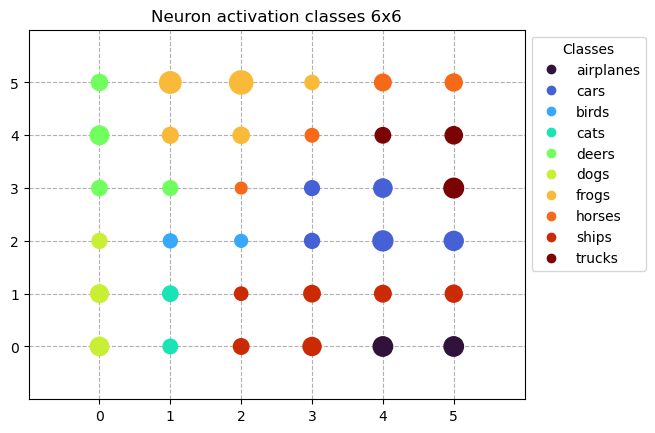 Neuron activation classes 6x6
5
4
3
2
1
0
0 1 2 3 4 5
Classes
airplanes
cars
birds
cats
deers
dogs
frogs
horses
ships
trucks